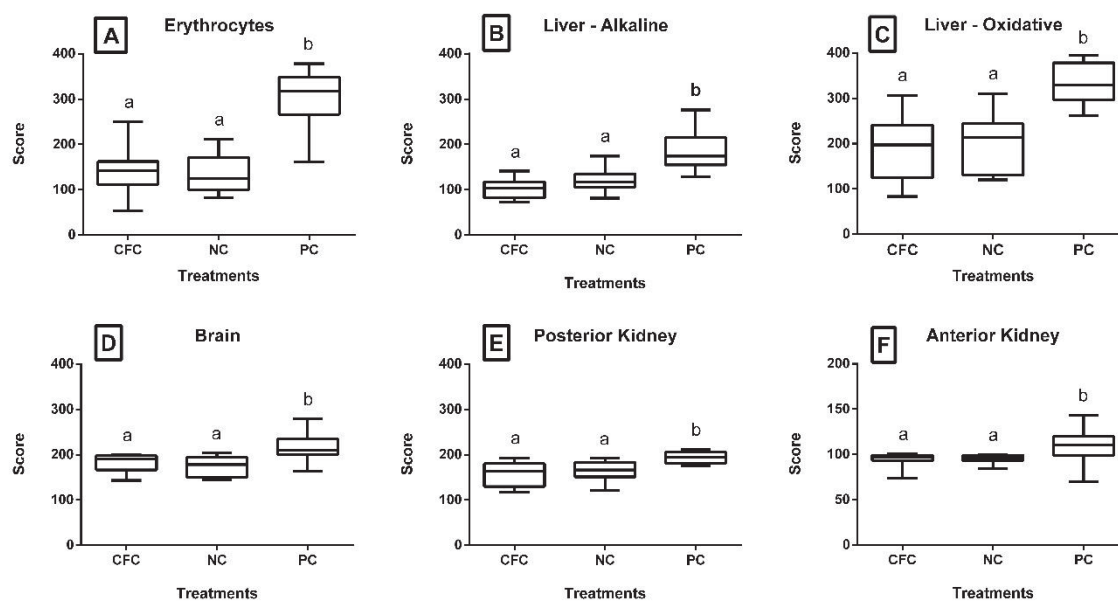 A Erythrocytes
400
300
200
100
0
Score
a
a
b
CFC
NC
PC
Treatments
B Liver - Alkaline
400
300
200
100
0
Score
a
a
b
CFC
NC
PC
Treatments
C Liver - Oxidative
400
300
200
100
0
Score
a
a
b
CFC
NC
PC
Treatments
D Brain
400
300
200
100
0
Score
a
a
b
CFC
NC
PC
Treatments
E Posterior Kidney
400
300
200
100
0
Score
a
a
b
CFC
NC
PC
Treatments
F Anterior Kidney
200
150
100
50
0
Score
a
a
b
CFC
NC
PC
Treatments